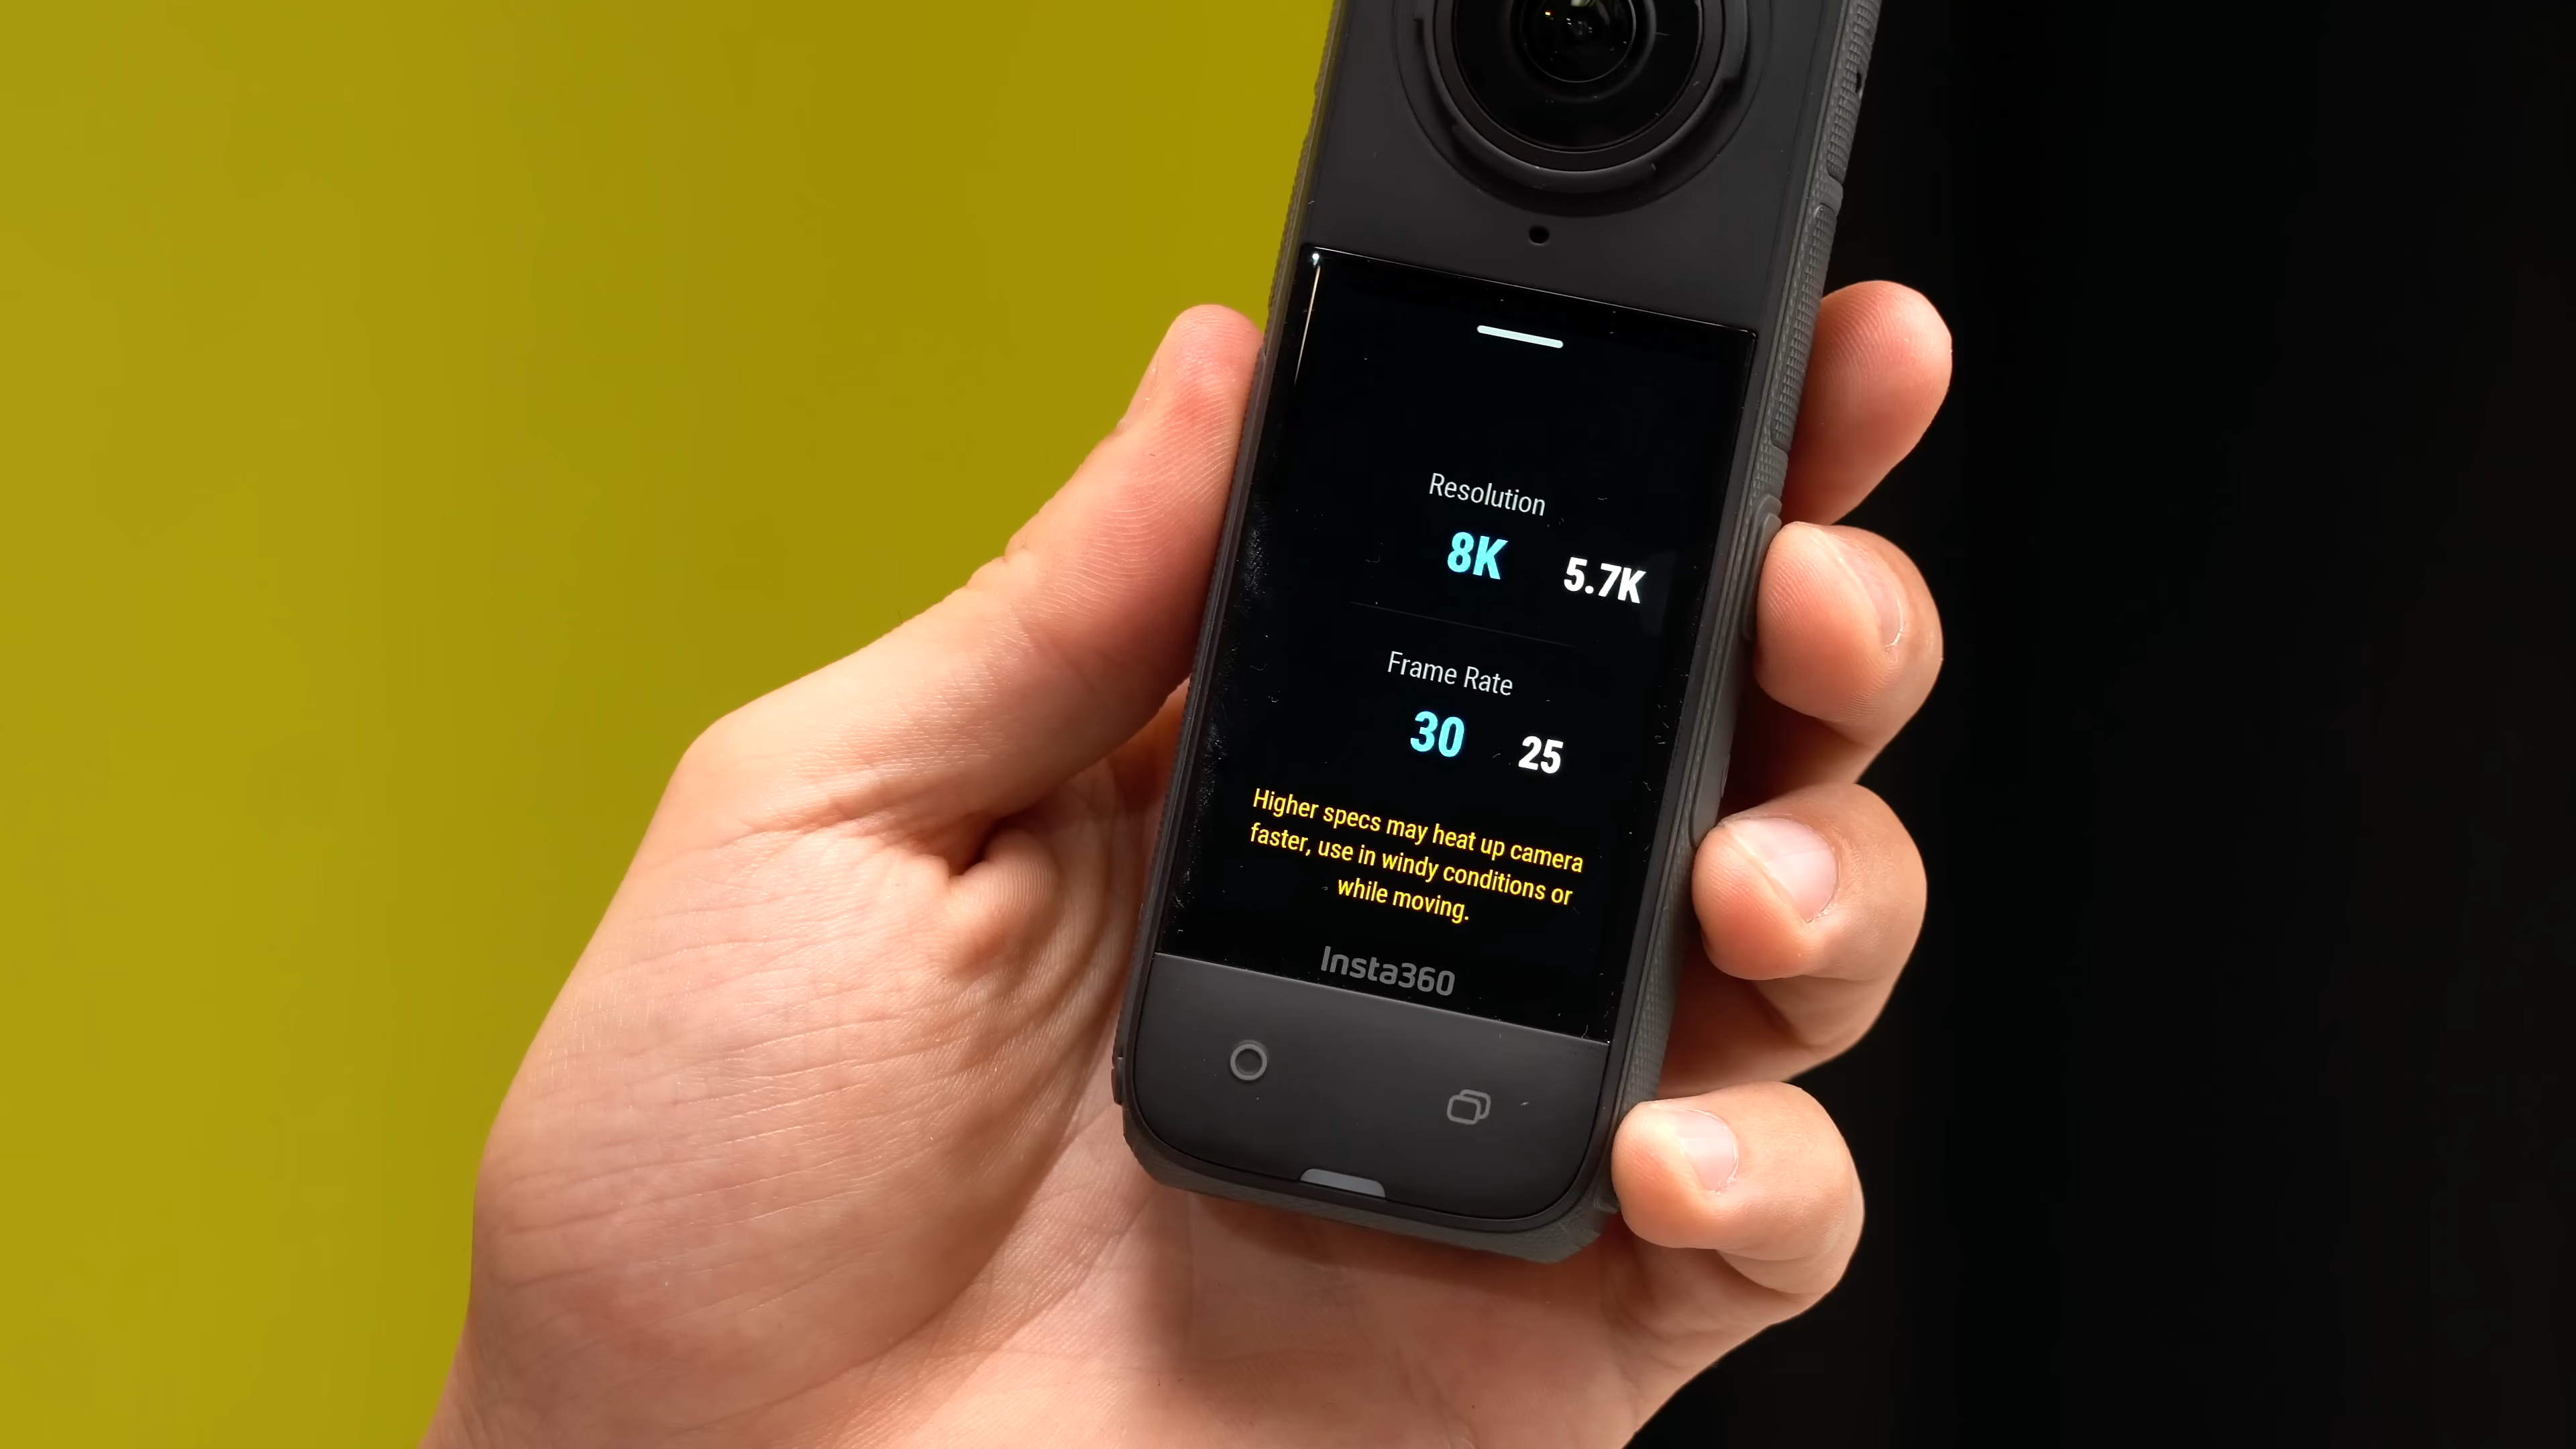 Resolution
8K 5.7K
Frame Rate
30 25
Higher specs may heat up camera
faster, use in windy conditions or
while moving.
Insta360